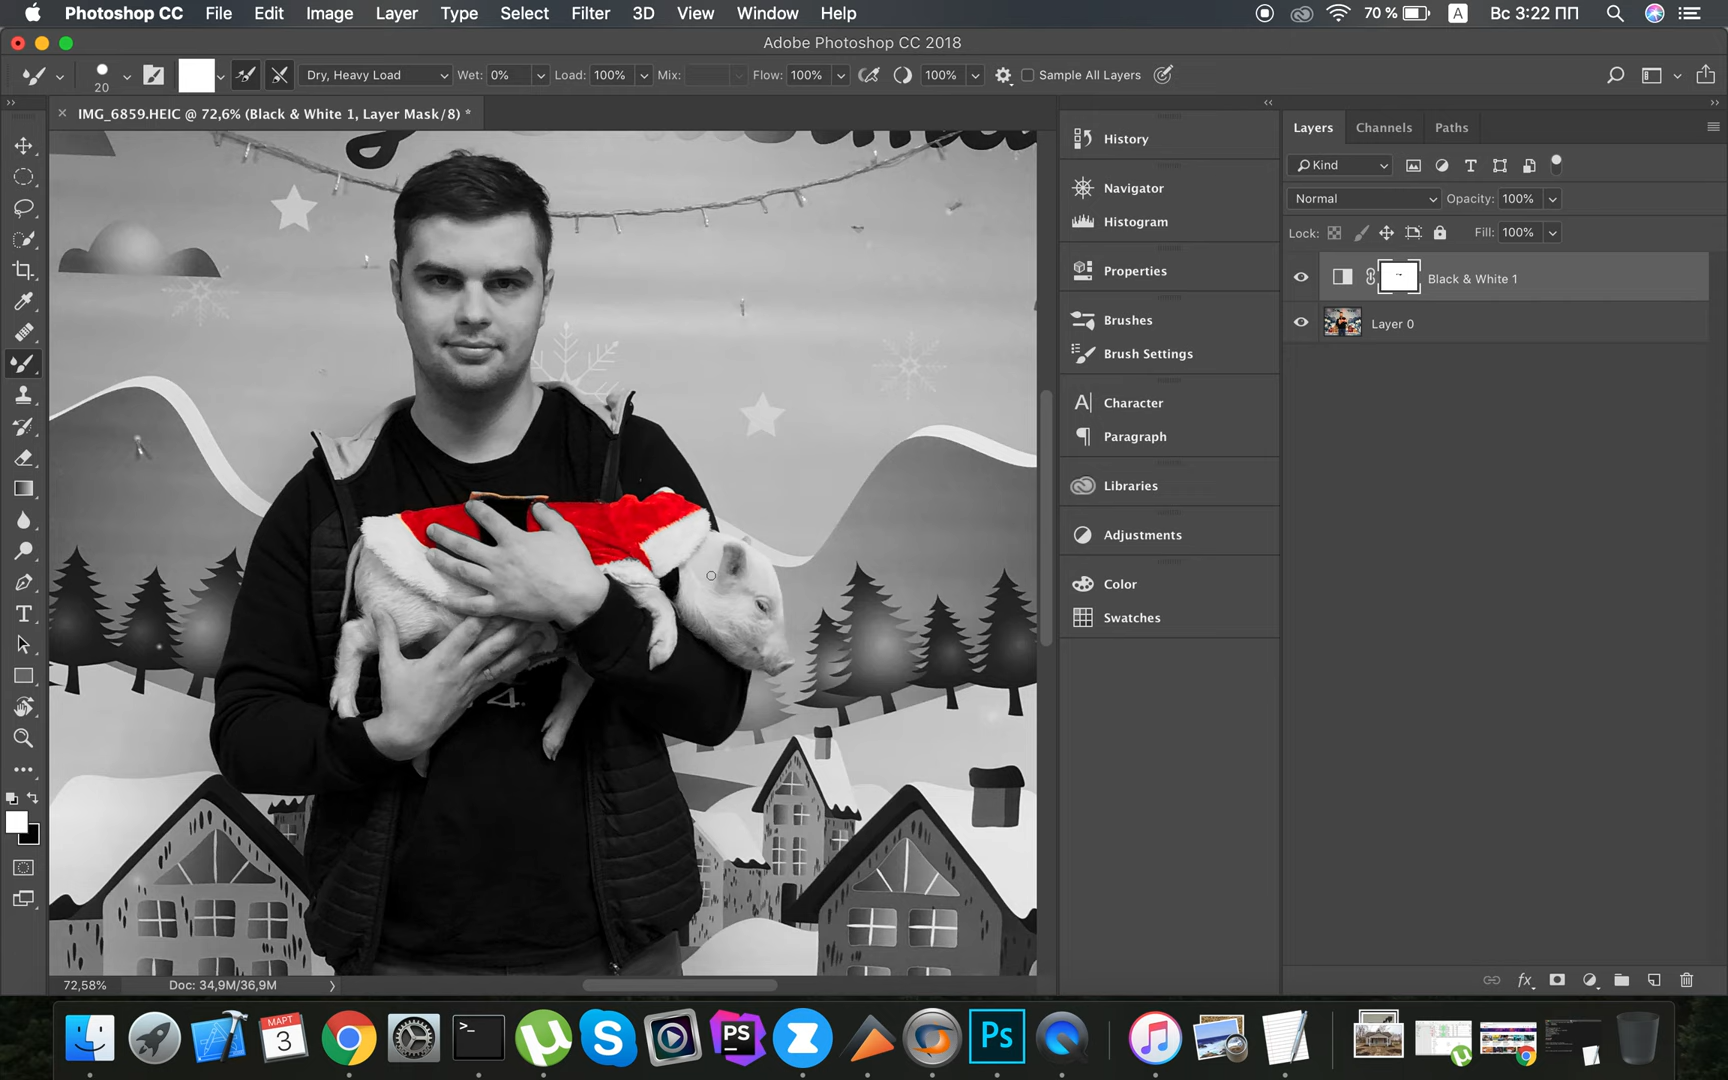 Photoshop CC File Edit Image Layer Type Select Filter 3D View Window Help 70 % A Вс 3:22 ПП
Adobe Photoshop CC 2018
20 Dry, Heavy Load Wet: 0% Load: 100% Mix: Flow: 100% 100% Sample All Layers
IMG_6859.HEIC @ 72,6% (Black & White 1, Layer Mask/8) *
History
Navigator
Histogram
Properties
Brushes
Brush Settings
Character
Paragraph
Libraries
Adjustments
Color
Swatches
Layers Channels Paths
Kind
Normal Opacity: 100%
Lock: Fill: 100%
Black & White 1
Layer 0
4.
72,58% Doc: 34,9M/36,9M
МАРТ
3
PS
Ps